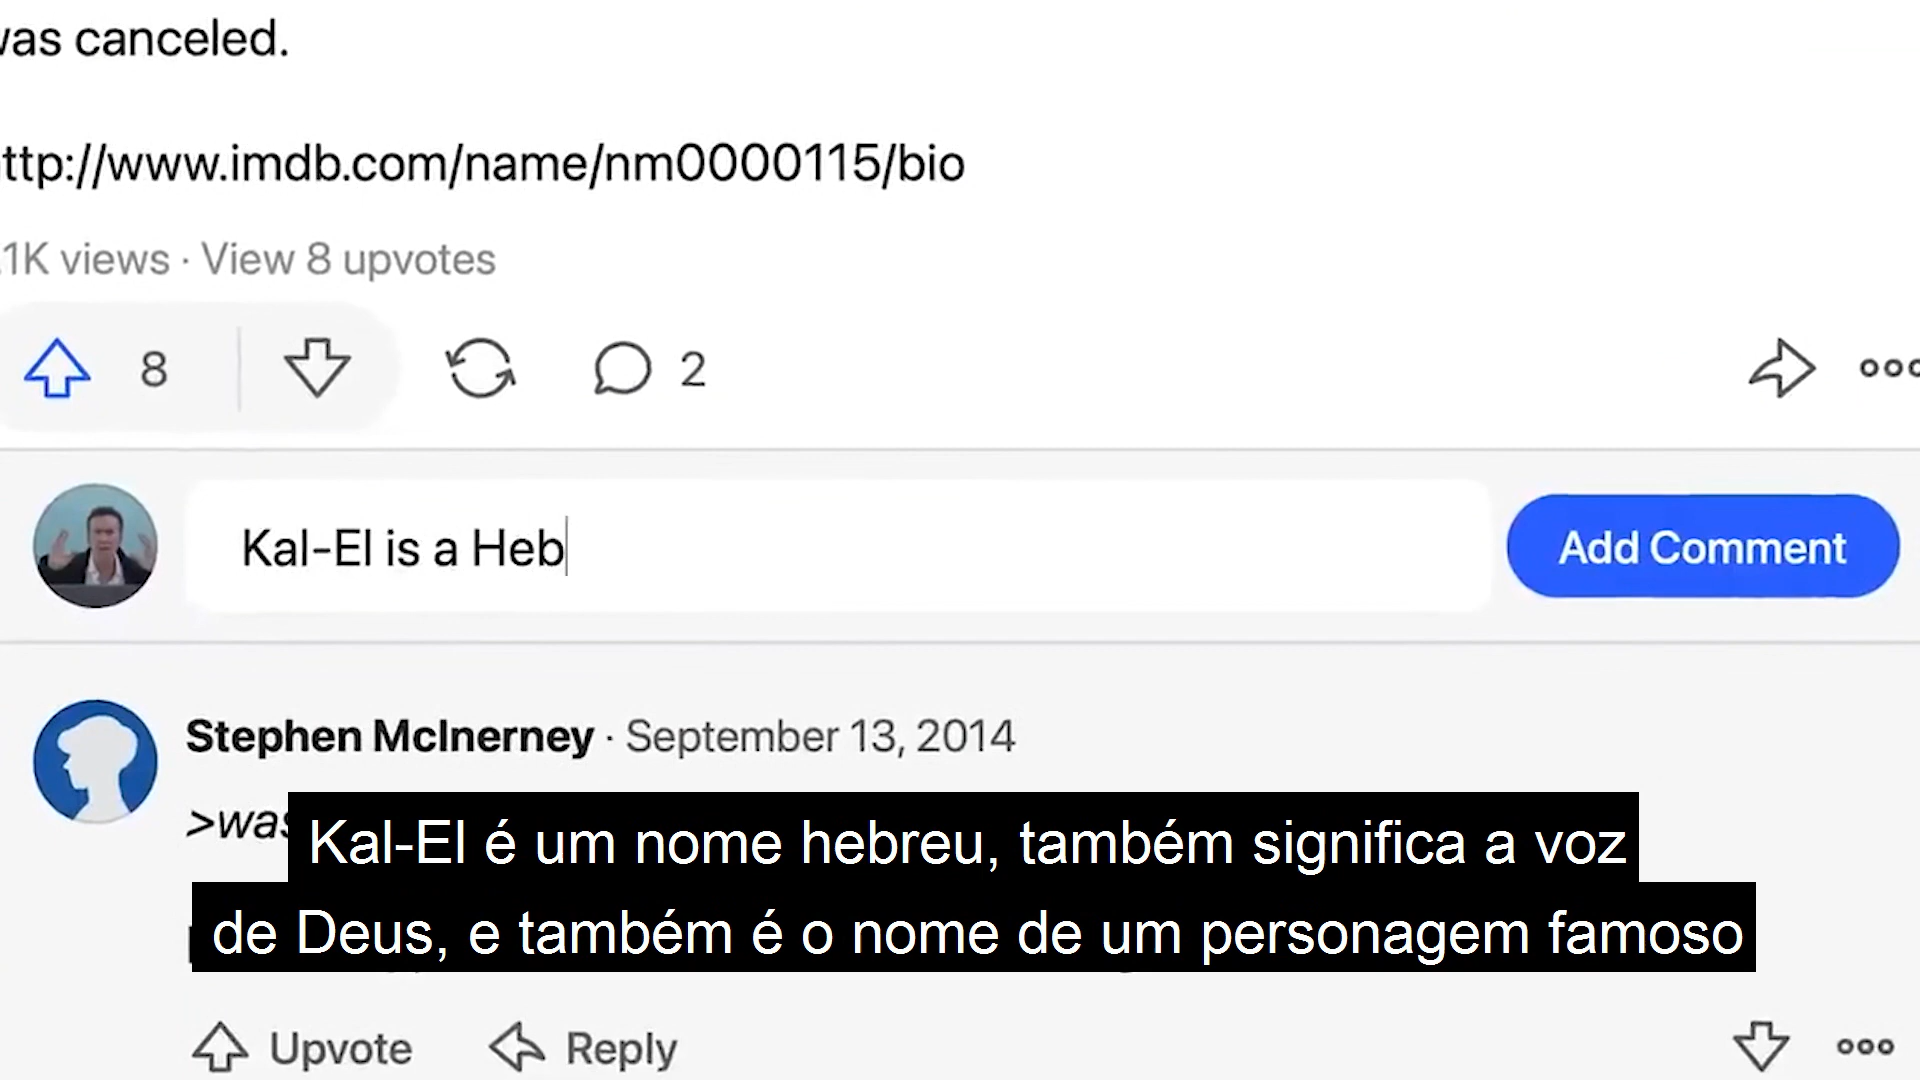 was canceled.
ttp://www.imdb.com/name/nm0000115/bio
1K views · View 8 upvotes
8
2
Kal-El is a Heb
Add Comment
Stephen McInerney · September 13, 2014
>was
Kal-El é um nome hebreu, também significa a voz
de Deus, e também é o nome de um personagem famoso
Upvote
Reply